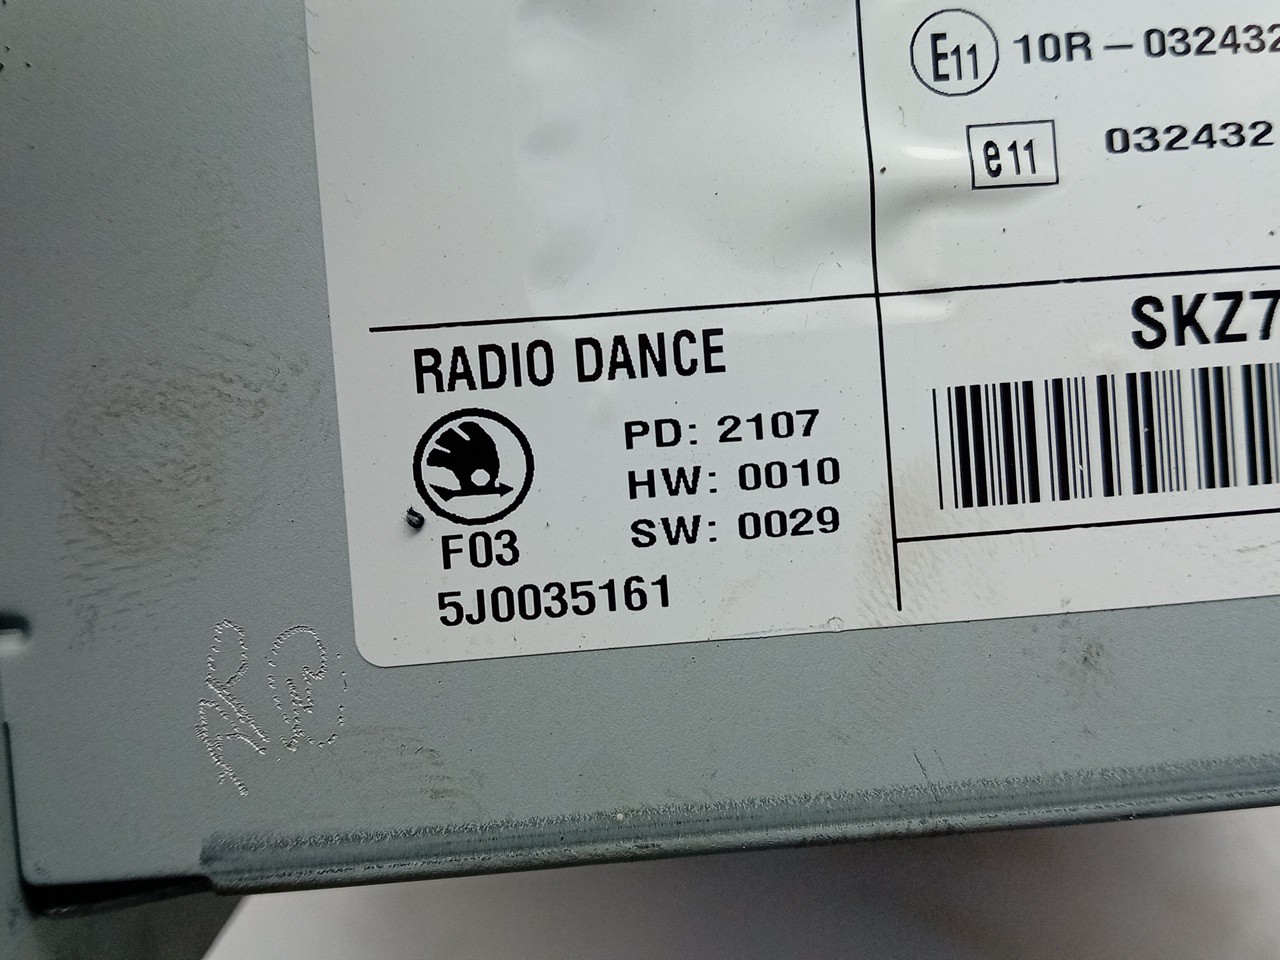 E11 10R – 032432
e11 032432
SKZ7
RADIO DANCE
PD: 2107
HW: 0010
SW: 0029
F03
5J0035161